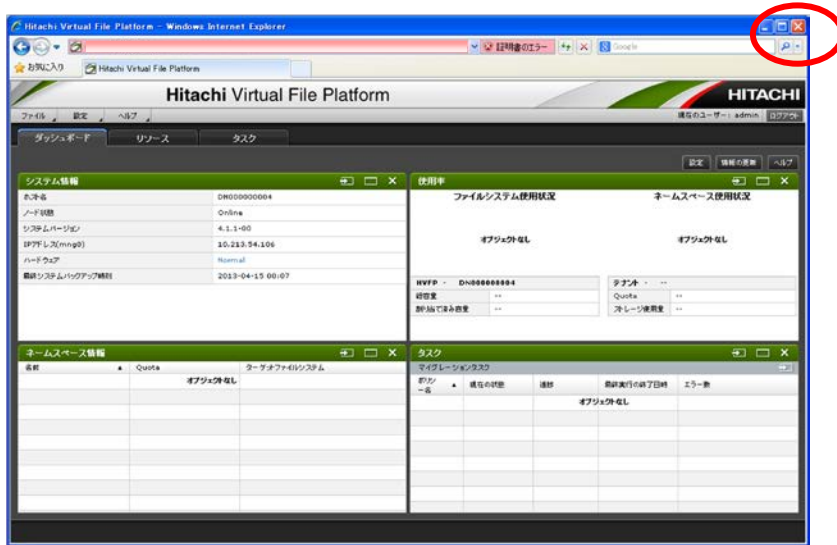 Hitachi Virtual File Platform - Windows Internet Explorer
証明書のエラー Google
お気に入り Hitachi Virtual File Platform
Hitachi Virtual File Platform HITACHI
ファイル 設定 ヘルプ 現在のユーザー: admin ログアウト
ダッシュボード リソース タスク
設定 情報の更新 ヘルプ
システム情報
ホスト名
ノード状態 Online
システムバージョン 4.1.1-00
IPアドレス(mng0) 10.213.54.106
ハードウェア Normal
最終システムバックアップ時刻 2013-04-15 00:07
使用率
ファイルシステム使用状況 ネームスペース使用状況
オブジェクトなし オブジェクトなし
HVFP - テナント - --
総容量 -- Quota --
割り当て済み容量 -- ストレージ使用量 --
ネームスペース情報
名前 ▲ Quota ターゲットファイルシステム
オブジェクトなし
タスク
マイグレーションタスク
ポリシー名 ▲ 現在の状態 進捗 最終実行の終了日時 エラー数
オブジェクトなし